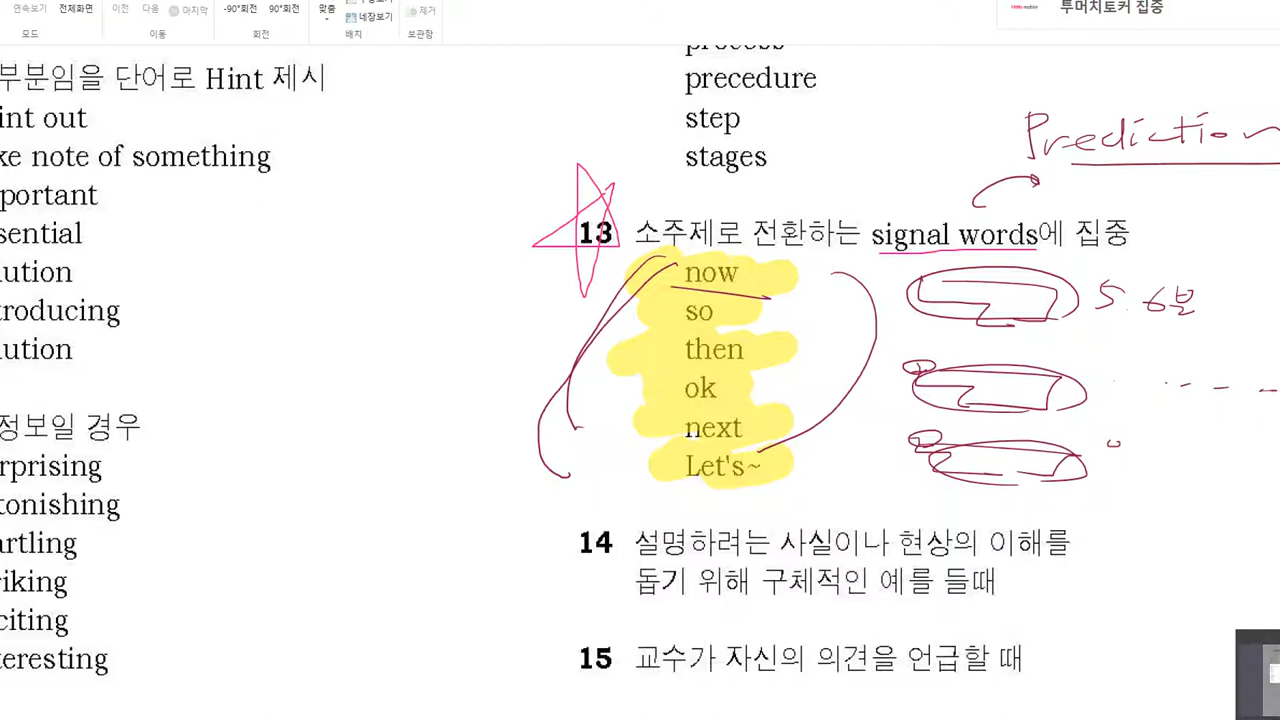 연속보기 전체화면 이전 다음 마지막 -90°회전 90°회전 맞춤 네장보기 제거
모드 이동 회전 배치 보관함
투머치토커 집중
부분임을 단어로 Hint 제시
int out
ke note of something
portant
sential
lution
troducing
lution
정보일 경우
rprising
tonishing
artling
riking
citing
teresting
process
precedure
step
stages
Prediction
13 소주제로 전환하는 signal words에 집중
now
so
then
ok
next
Let's~
5. 6분
14 설명하려는 사실이나 현상의 이해를
돕기 위해 구체적인 예를 들때
15 교수가 자신의 의견을 언급할 때